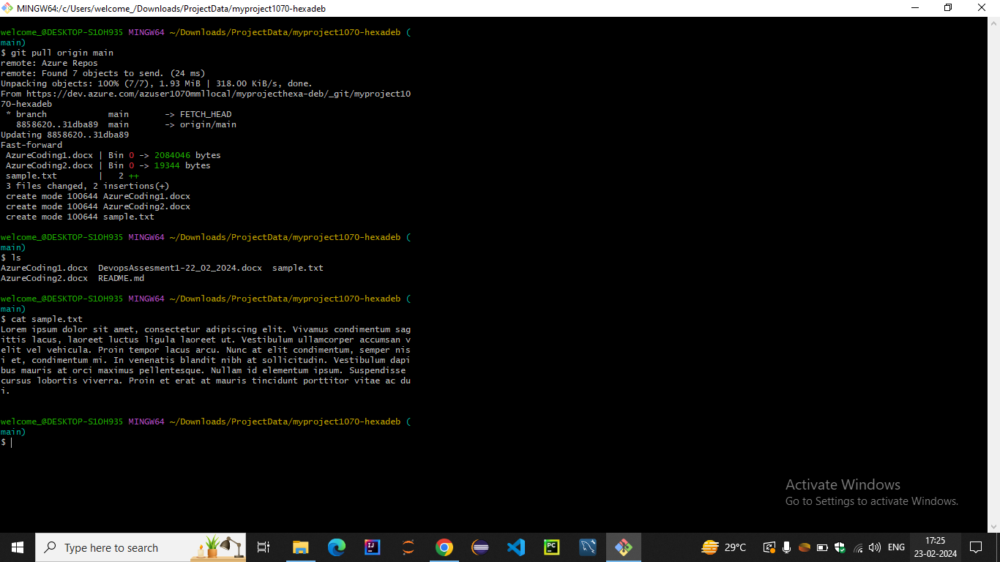 MINGW64:/c/Users/welcome_/Downloads/ProjectData/myproject1070-hexadeb
welcome_@DESKTOP-S1OH935 MINGW64 ~/Downloads/ProjectData/myproject1070-hexadeb (
main)
$ git pull origin main
remote: Azure Repos
remote: Found 7 objects to send. (24 ms)
Unpacking objects: 100% (7/7), 1.93 MiB | 318.00 KiB/s, done.
From https://dev.azure.com/azuser1070mmllocal/myprojecthexa-deb/_git/myproject10
70-hexadeb
 * branch            main       -> FETCH_HEAD
   8858620..31dba89  main       -> origin/main
Updating 8858620..31dba89
Fast-forward
 AzureCoding1.docx | Bin 0 -> 2084046 bytes
 AzureCoding2.docx | Bin 0 -> 19344 bytes
 sample.txt        |   2 ++
 3 files changed, 2 insertions(+)
 create mode 100644 AzureCoding1.docx
 create mode 100644 AzureCoding2.docx
 create mode 100644 sample.txt
welcome_@DESKTOP-S1OH935 MINGW64 ~/Downloads/ProjectData/myproject1070-hexadeb (
main)
$ ls
AzureCoding1.docx  DevopsAssesment1-22_02_2024.docx  sample.txt
AzureCoding2.docx  README.md
welcome_@DESKTOP-S1OH935 MINGW64 ~/Downloads/ProjectData/myproject1070-hexadeb (
main)
$ cat sample.txt
Lorem ipsum dolor sit amet, consectetur adipiscing elit. Vivamus condimentum sag
ittis lacus, laoreet luctus ligula laoreet ut. Vestibulum ullamcorper accumsan v
elit vel vehicula. Proin tempor lacus arcu. Nunc at elit condimentum, semper nis
i et, condimentum mi. In venenatis blandit nibh at sollicitudin. Vestibulum dapi
bus mauris at orci maximus pellentesque. Nullam id elementum ipsum. Suspendisse
cursus lobortis viverra. Proin et erat at mauris tincidunt porttitor vitae ac du
i.
welcome_@DESKTOP-S1OH935 MINGW64 ~/Downloads/ProjectData/myproject1070-hexadeb (
main)
$
Activate Windows
Go to Settings to activate Windows.
Type here to search
IJ
PC
29°C
ENG
17:25
23-02-2024